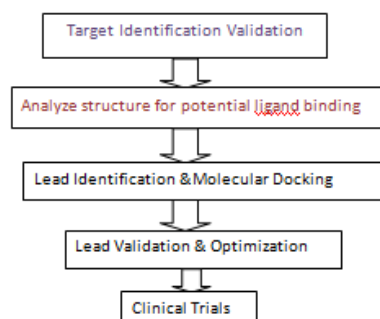 Target Identification Validation
Analyze structure for potential ligand binding
Lead Identification &Molecular Docking
Lead Validation & Optimization
Clinical Trials